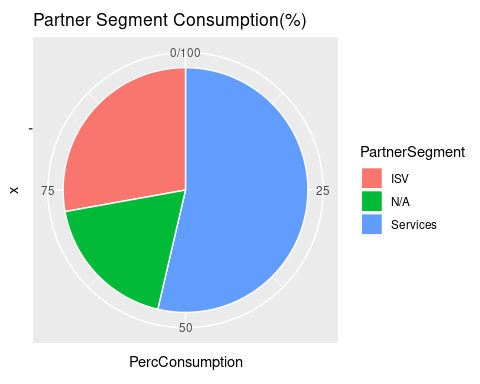 Partner Segment Consumption(%)
0/100
-
x
75
25
50
PercConsumption
PartnerSegment
ISV
N/A
Services